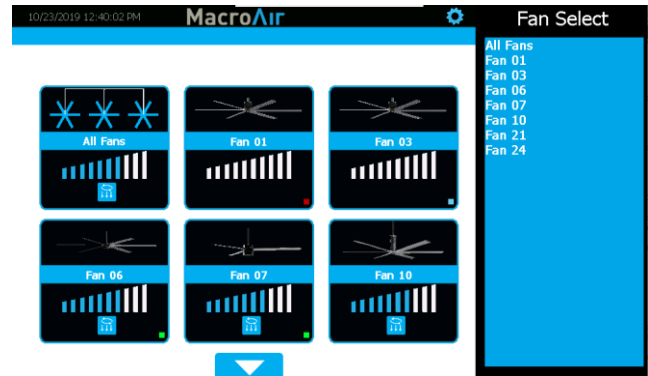 10/23/2019 12:40:02 PM
MacroAir
Fan Select
All Fans
Fan 01
Fan 03
Fan 06
Fan 07
Fan 10
Fan 21
Fan 24
All Fans
Fan 01
Fan 03
Fan 06
Fan 07
Fan 10